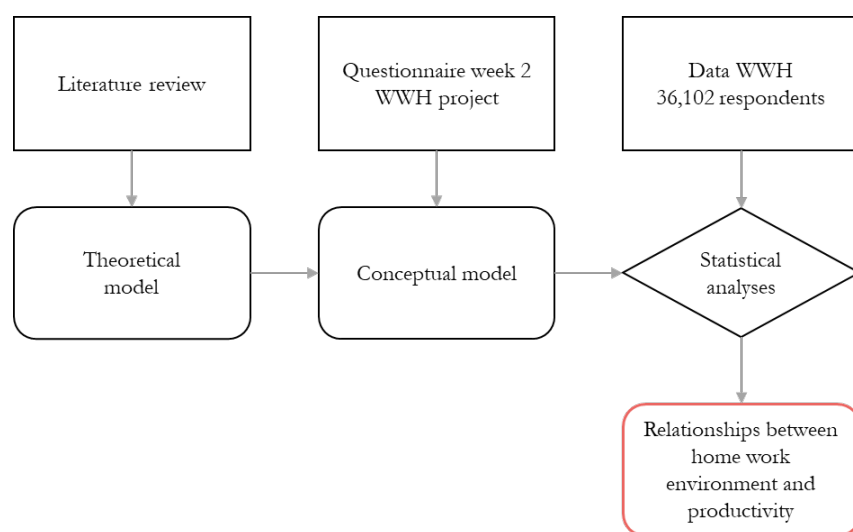 Literature review
Questionnaire week 2
WWH project
Data WWH
36,102 respondents
Theoretical
model
Conceptual model
Statistical
analyses
Relationships between
home work
environment and
productivity